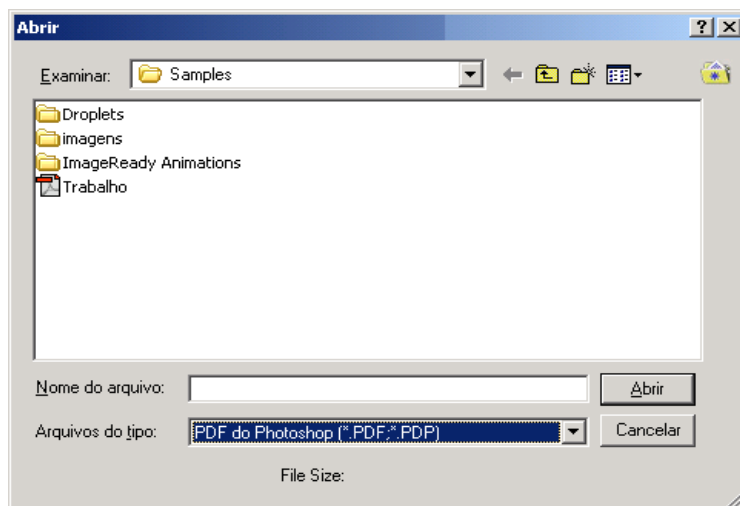 Abrir
Examinar: Samples
Droplets
imagens
ImageReady Animations
Trabalho
Nome do arquivo: Abrir
Arquivos do tipo: PDF do Photoshop (*.PDF;*.PDP) Cancelar
File Size: